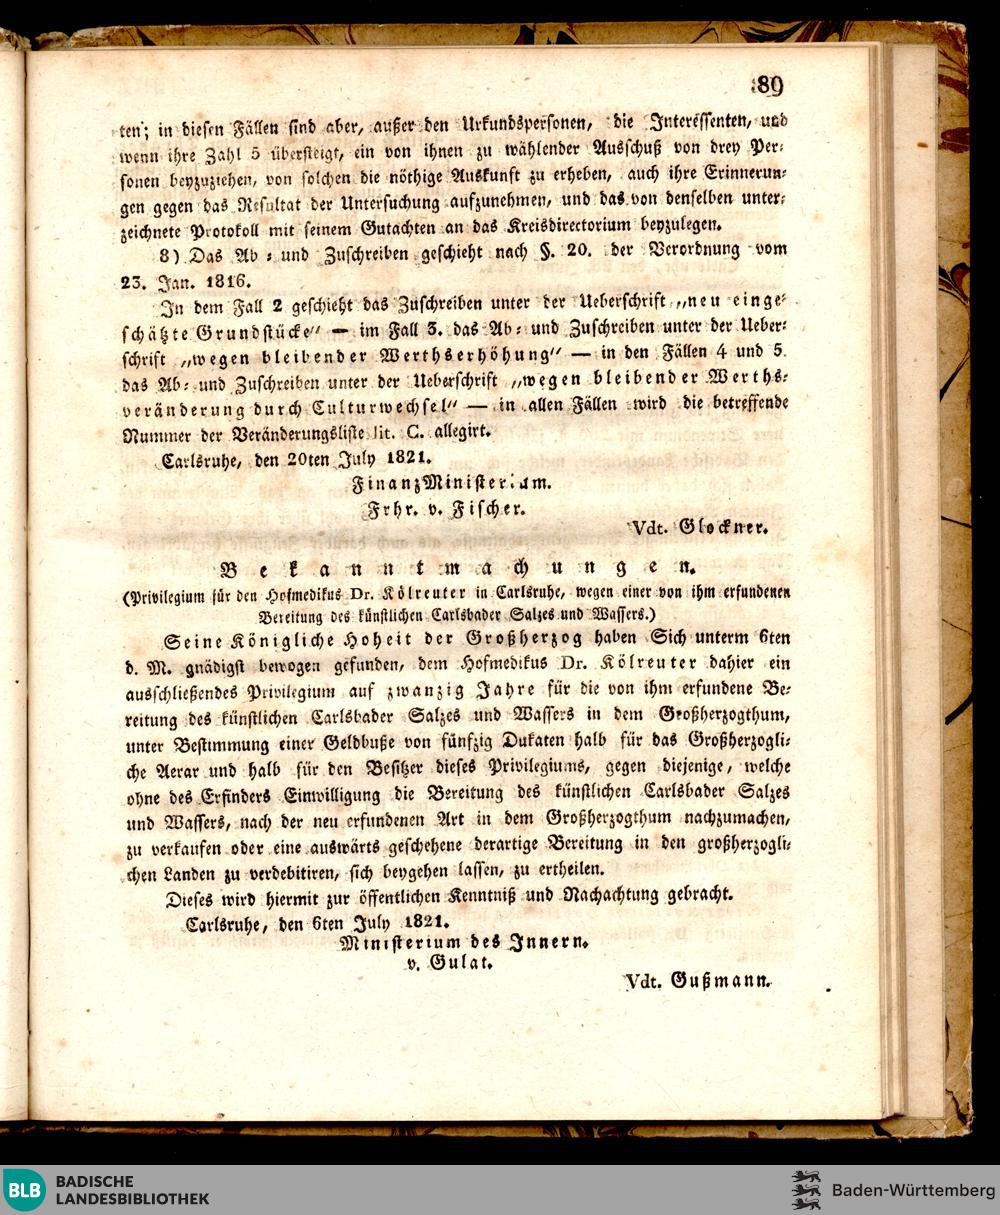 89
ten; in diesen Fällen sind aber, außer den Urkundspersonen, die Interessenten, und
wenn ihre Zahl 5 übersteigt, ein von ihnen zu wählender Ausschuß von drey Per-
sonen beyzuziehen, von solchen die nöthige Auskunft zu erheben, auch ihre Erinnerun-
gen gegen das Resultat der Untersuchung aufzunehmen, und das von denselben unter-
zeichnete Protokoll mit seinem Gutachten an das Kreisdirectorium beyzulegen.
8) Das Ab- und Zuschreiben geschieht nach §. 20. der Verordnung vom
23. Jan. 1816.
In dem Fall 2 geschieht das Zuschreiben unter der Ueberschrift „neu einge-
schätzte Grundstücke“ — im Fall 3. das Ab- und Zuschreiben unter der Ueber-
schrift „wegen bleibender Werthserhöhung“ — in den Fällen 4 und 5.
das Ab- und Zuschreiben unter der Ueberschrift „wegen bleibender Werths-
veränderung durch Culturwechsel“ — in allen Fällen wird die betreffende
Nummer der Veränderungsliste lit. C. allegirt.
Carlsruhe, den 20ten July 1821.
FinanzMinisterium.
Frhr. v. Fischer.
Vdt. Glockner.
Bekanntmachungen.
(Privilegium für den Hofmedikus Dr. Kölreuter in Carlsruhe, wegen einer von ihm erfundenen
Bereitung des künstlichen Carlsbader Salzes und Wassers.)
Seine Königliche Hoheit der Großherzog haben Sich unterm 6ten
d. M. gnädigst bewogen gefunden, dem Hofmedikus Dr. Kölreuter dahier ein
ausschließendes Privilegium auf zwanzig Jahre für die von ihm erfundene Be-
reitung des künstlichen Carlsbader Salzes und Wassers in dem Großherzogthum,
unter Bestimmung einer Geldbuße von fünfzig Dukaten halb für das Großherzogli-
che Aerar und halb für den Besitzer dieses Privilegiums, gegen diejenige, welche
ohne des Erfinders Einwilligung die Bereitung des künstlichen Carlsbader Salzes
und Wassers, nach der neu erfundenen Art in dem Großherzogthum nachzumachen,
zu verkaufen oder eine auswärts geschehene derartige Bereitung in den großherzogli-
chen Landen zu verdebitiren, sich beygehen lassen, zu ertheilen.
Dieses wird hiermit zur öffentlichen Kenntniß und Nachachtung gebracht.
Carlsruhe, den 6ten July 1821.
Ministerium des Innern.
v. Gulat.
Vdt. Gußmann.
BLB BADISCHE
LANDESBIBLIOTHEK
Baden-Württemberg